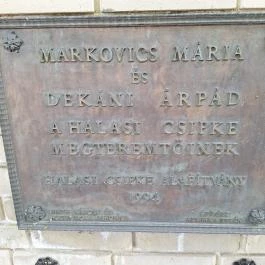 MARKOVICS MÁRIA
ÉS
DEKÁNI ÁRPÁD
A HALASI CSIPKE
MEGTEREMTŐINEK
HALASI CSIPKE ALAPÍTVÁNY
1994